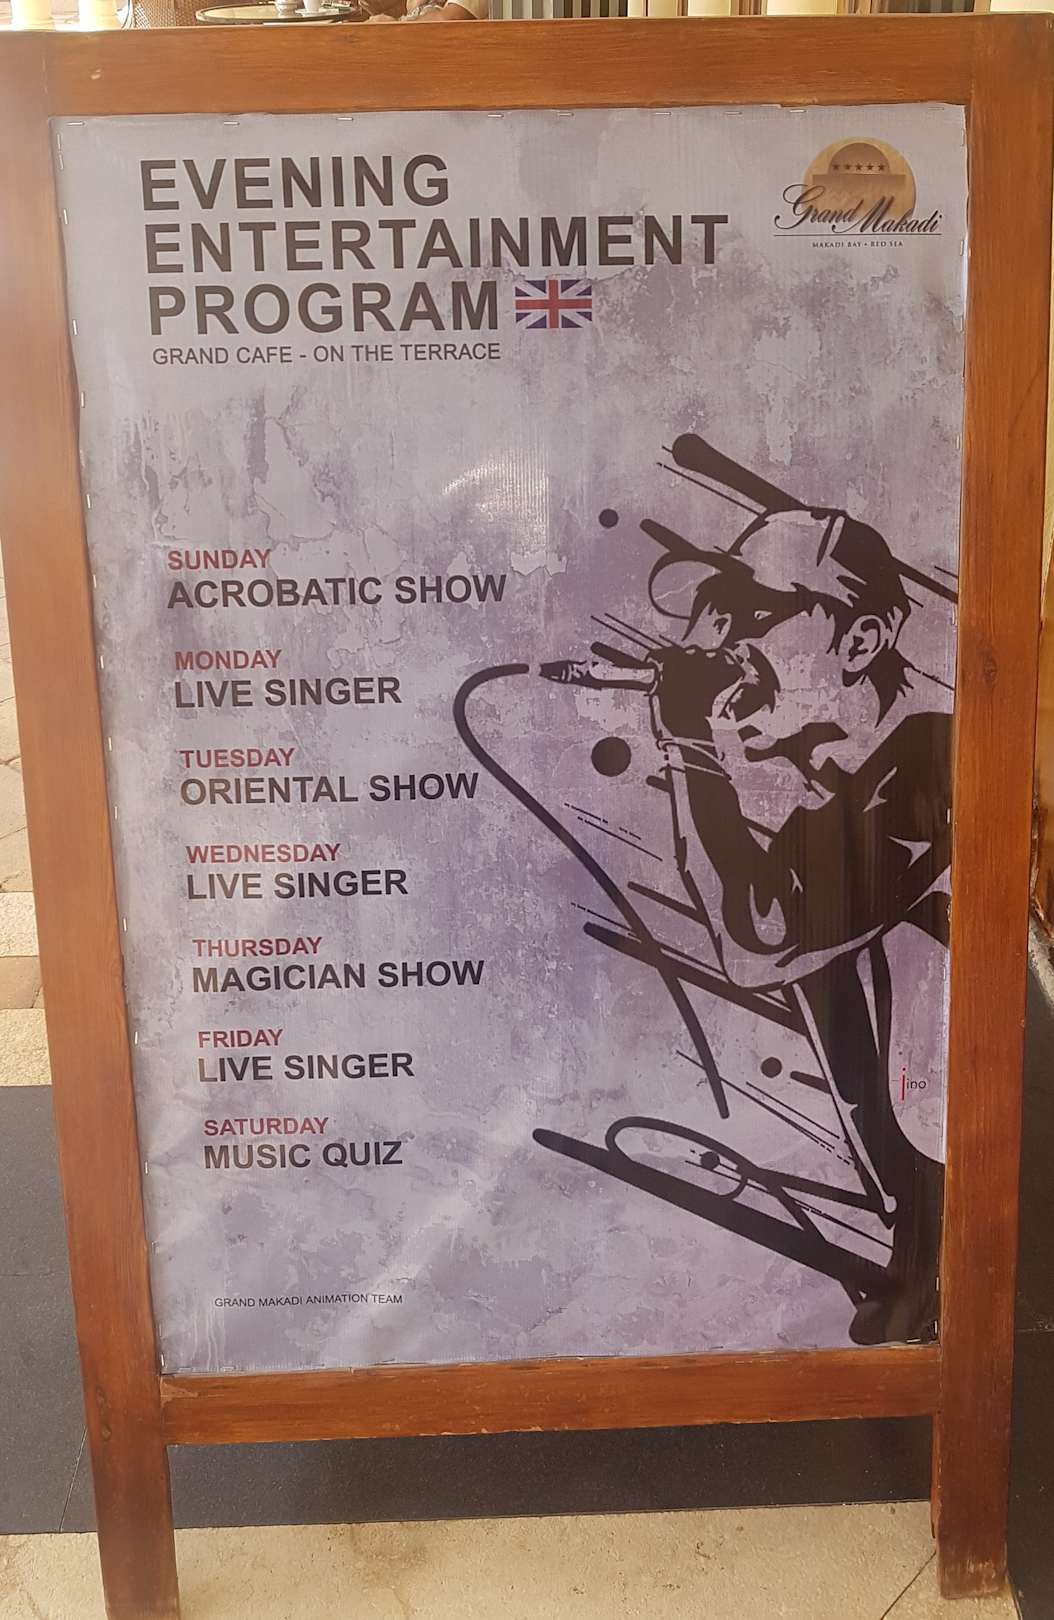 EVENING
ENTERTAINMENT
PROGRAM
GRAND CAFE - ON THE TERRACE
Grand Makadi
MAKADI BAY • RED SEA
SUNDAY
ACROBATIC SHOW
MONDAY
LIVE SINGER
TUESDAY
ORIENTAL SHOW
WEDNESDAY
LIVE SINGER
THURSDAY
MAGICIAN SHOW
FRIDAY
LIVE SINGER
SATURDAY
MUSIC QUIZ
jino
GRAND MAKADI ANIMATION TEAM